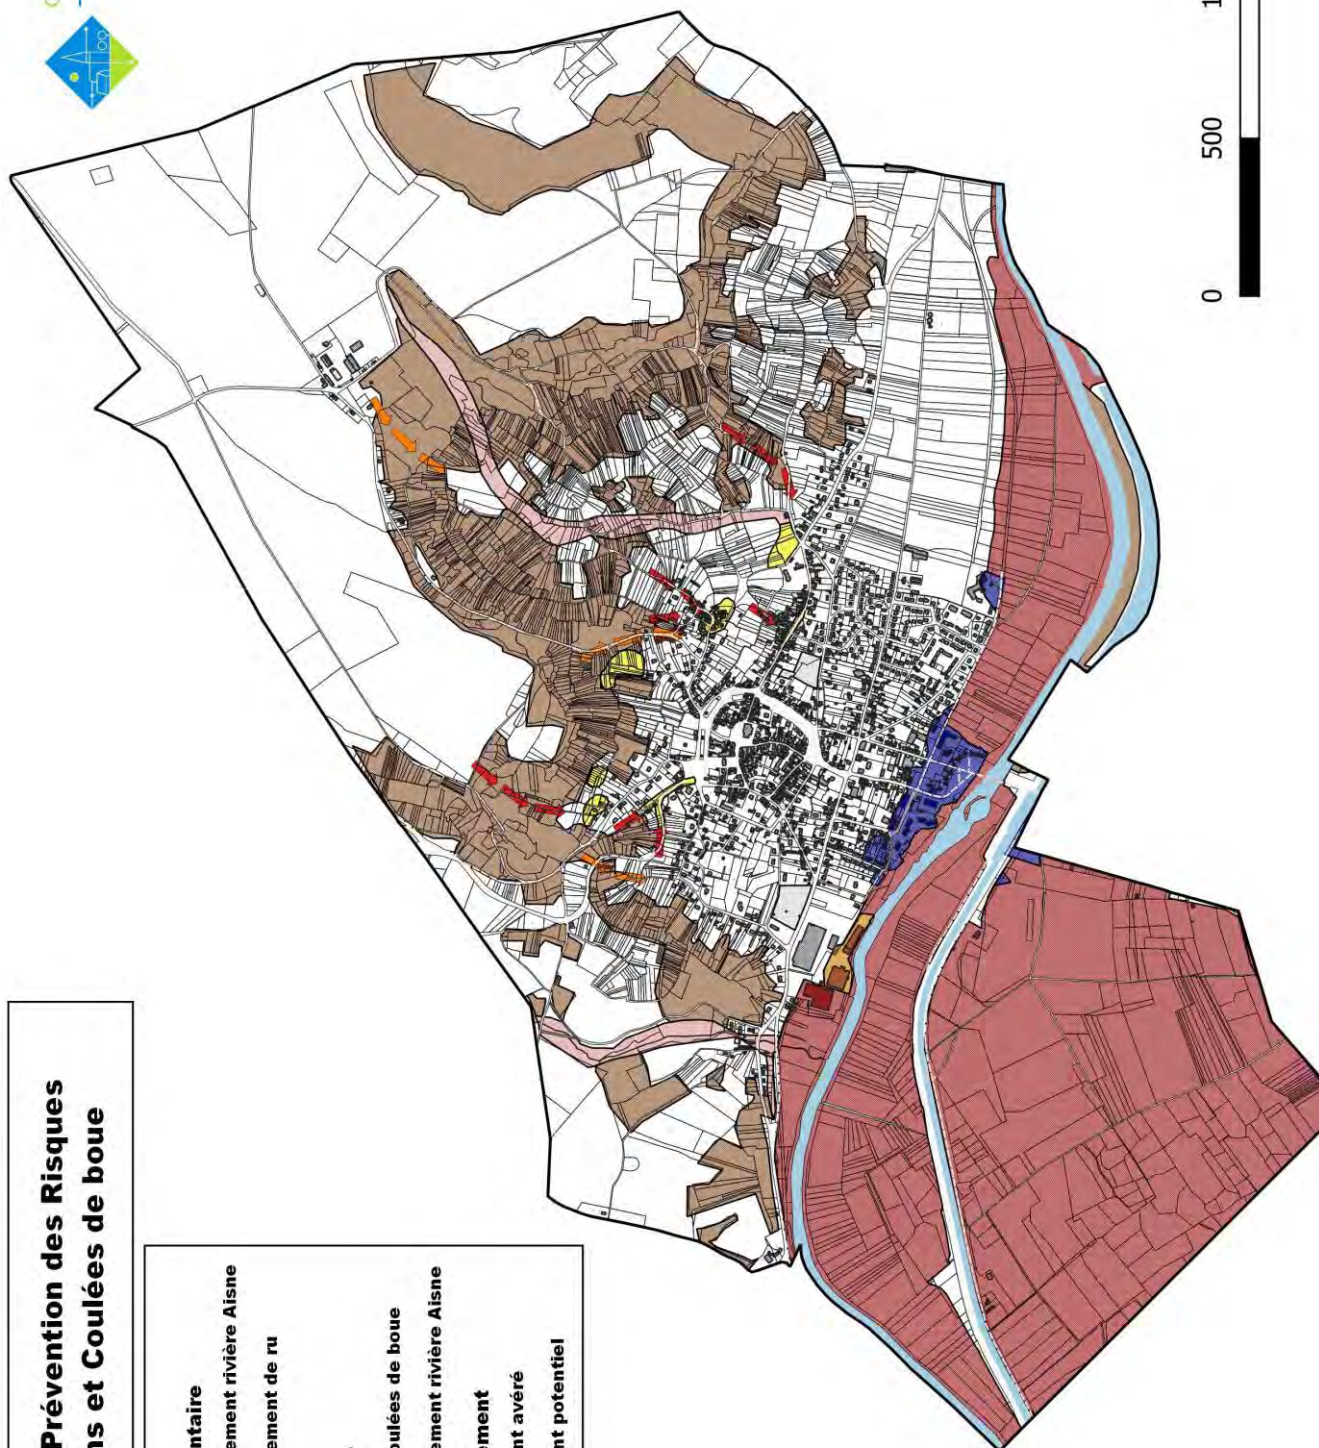 Prévention des Risques
ns et Coulées de boue
ntaire
ement rivière Aisne
ement de ru
oulées de boue
ement rivière Aisne
ement
nt avéré
nt potentiel
0
500
1